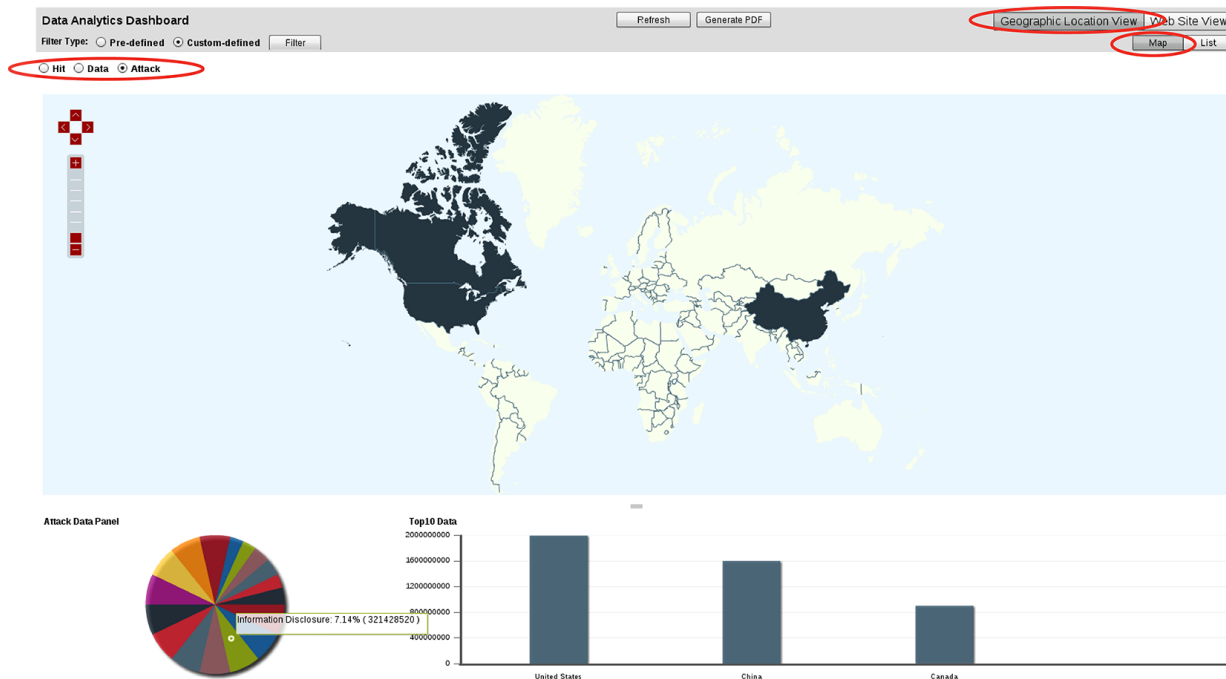 Data Analytics Dashboard
Refresh
Generate PDF
Geographic Location View
Web Site View
Filter Type:
Pre-defined
Custom-defined
Filter
Map
List
Hit
Data
Attack
Attack Data Panel
Information Disclosure: 7.14% ( 321428520 )
Top10 Data
2000000000
1600000000
1200000000
800000000
400000000
0
United States
China
Canada